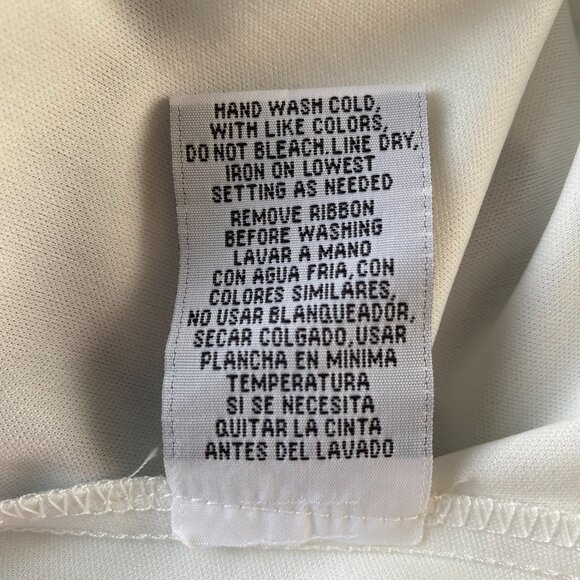 HAND WASH COLD,
WITH LIKE COLORS,
DO NOT BLEACH.LINE DRY,
IRON ON LOWEST
SETTING AS NEEDED
REMOVE RIBBON
BEFORE WASHING
LAVAR A MANO
CON AGUA FRIA,CON
COLORES SIMILARES,
NO USAR BLANQUEADOR,
SECAR COLGADO,USAR
PLANCHA EN MINIMA
TEMPERATURA
SI SE NECESITA
QUITAR LA CINTA
ANTES DEL LAVADO